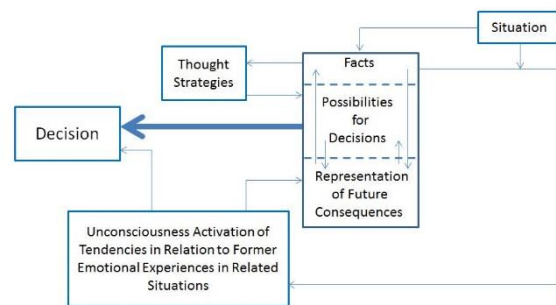 Situation
Thought
Strategies
Facts
Possibilities
for
Decisions
Decision
Representation
of Future
Consequences
Unconsciousness Activation of
Tendencies in Relation to Former
Emotional Experiences in Related
Situations